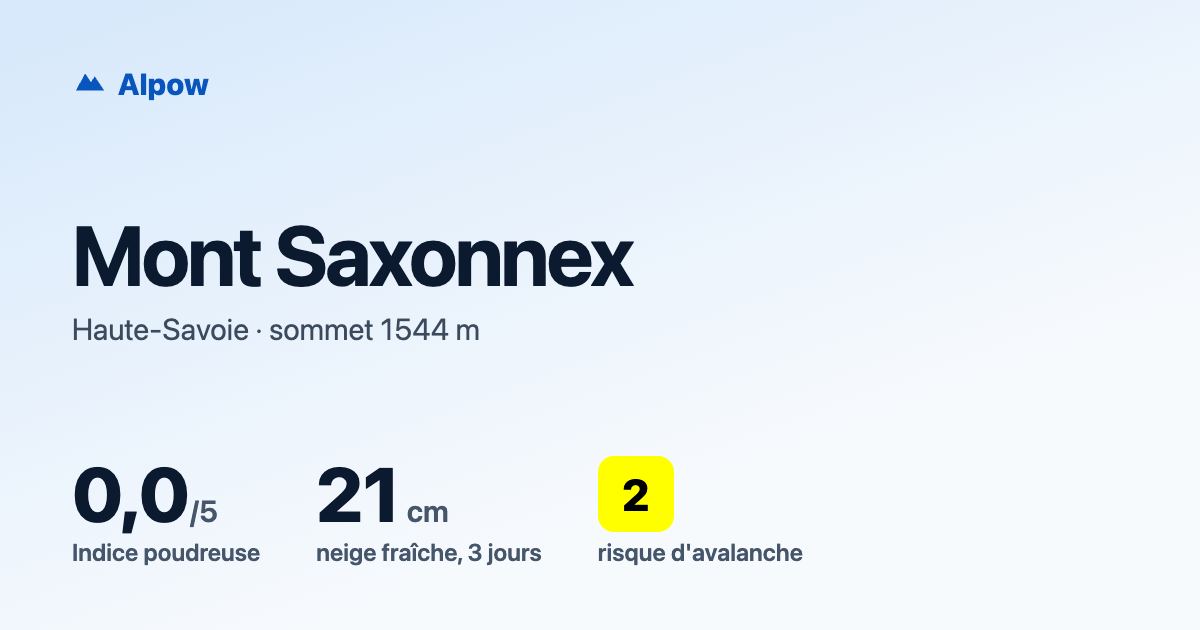 Alpow
Mont Saxonnex
Haute-Savoie · sommet 1544 m
0,0/5
Indice poudreuse
21 cm
neige fraîche, 3 jours
2
risque d'avalanche